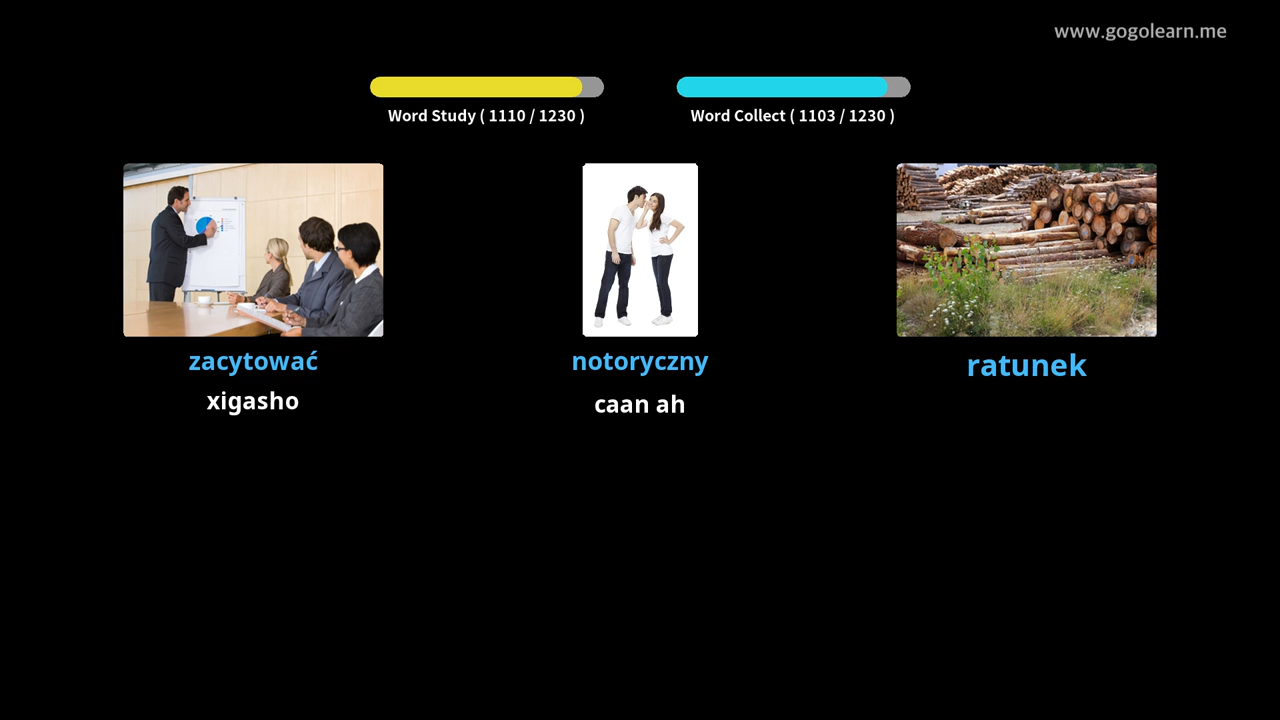 www.gogolearn.me
Word Study ( 1110 / 1230 )
Word Collect ( 1103 / 1230 )
zacytować
notoryczny
ratunek
xigasho
caan ah